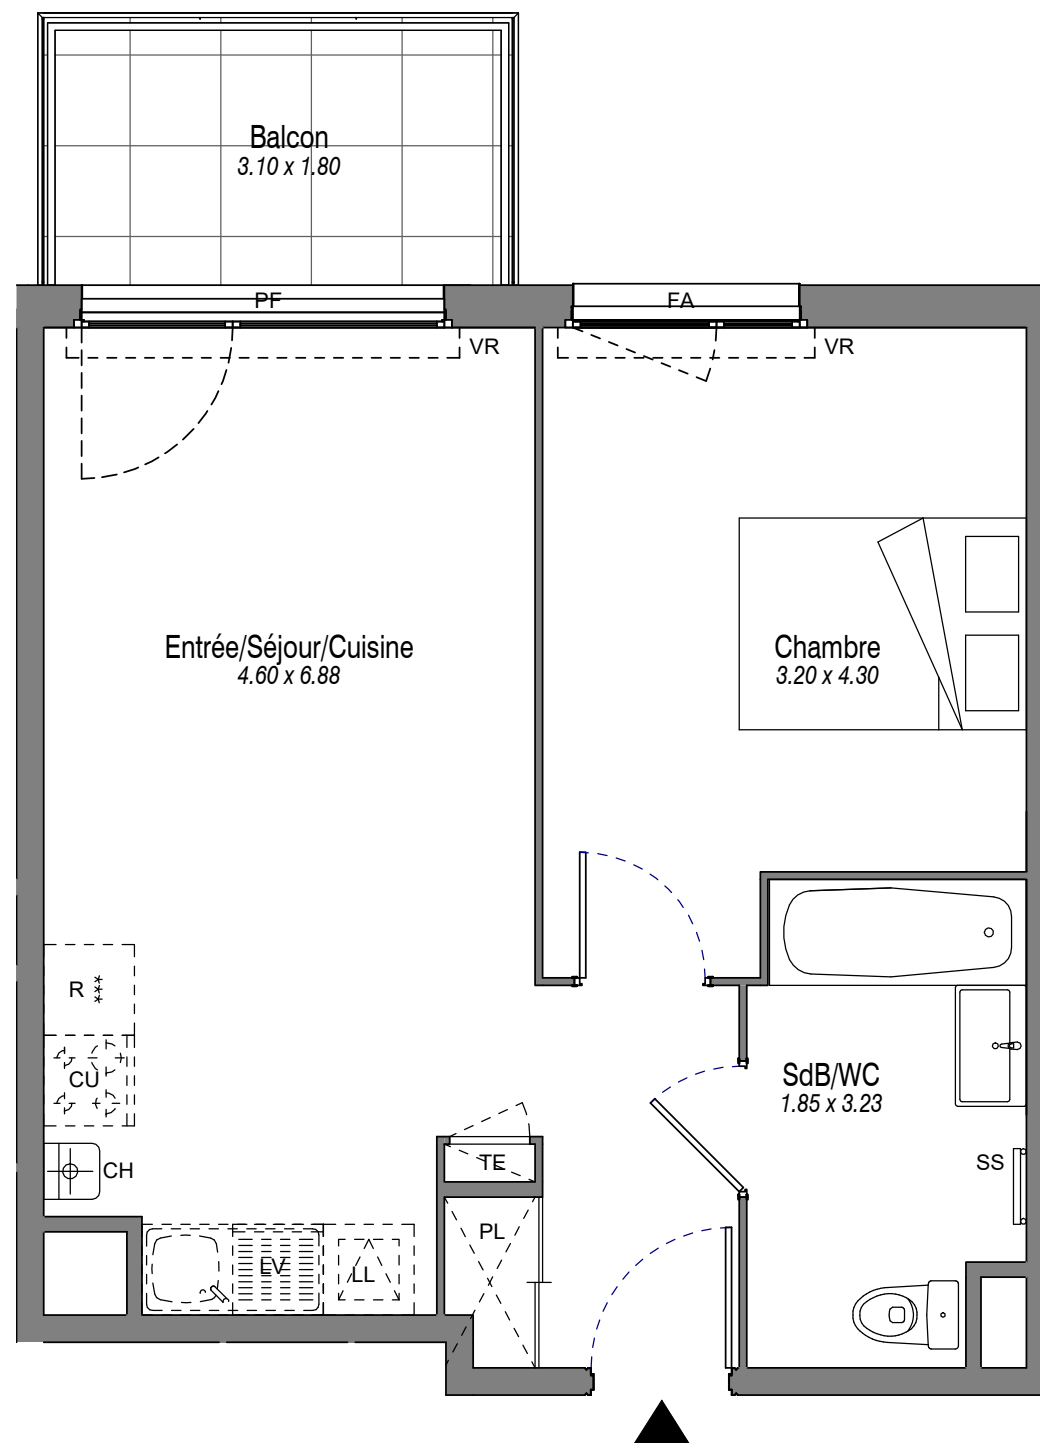 Balcon
3.10 x 1.80
PF
FA
VR
VR
Entrée/Séjour/Cuisine
4.60 x 6.88
Chambre
3.20 x 4.30
R ***
CU
SdB/WC
1.85 x 3.23
CH
TE
SS
PL
LV
LL